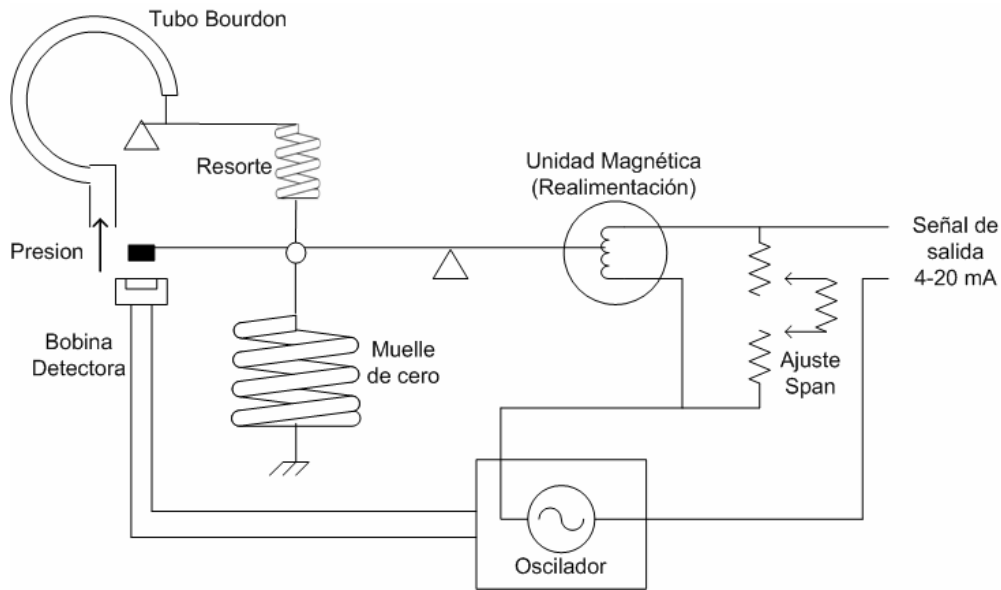 Tubo Bourdon
Resorte
Unidad Magnética
(Realimentación)
Presion
Señal de
salida
4-20 mA
Bobina
Detectora
Muelle
de cero
Ajuste
Span
Oscilador